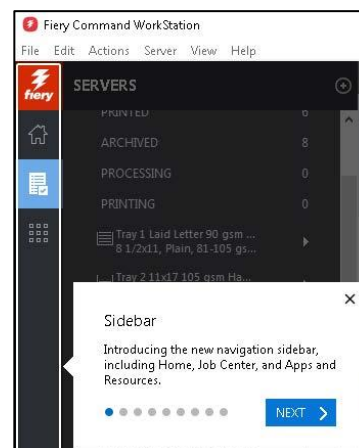 Fiery Command WorkStation
File Edit Actions Server View Help
fiery
SERVERS
PRINTED 6
ARCHIVED 8
PROCESSING 0
PRINTING 0
Tray 1 Laid Letter 90 gsm ...
8 1/2x11, Plain, 81-105 gs...
Tray 2 11x17 105 gsm Ha...
Sidebar
Introducing the new navigation sidebar,
including Home, Job Center, and Apps and
Resources.
NEXT